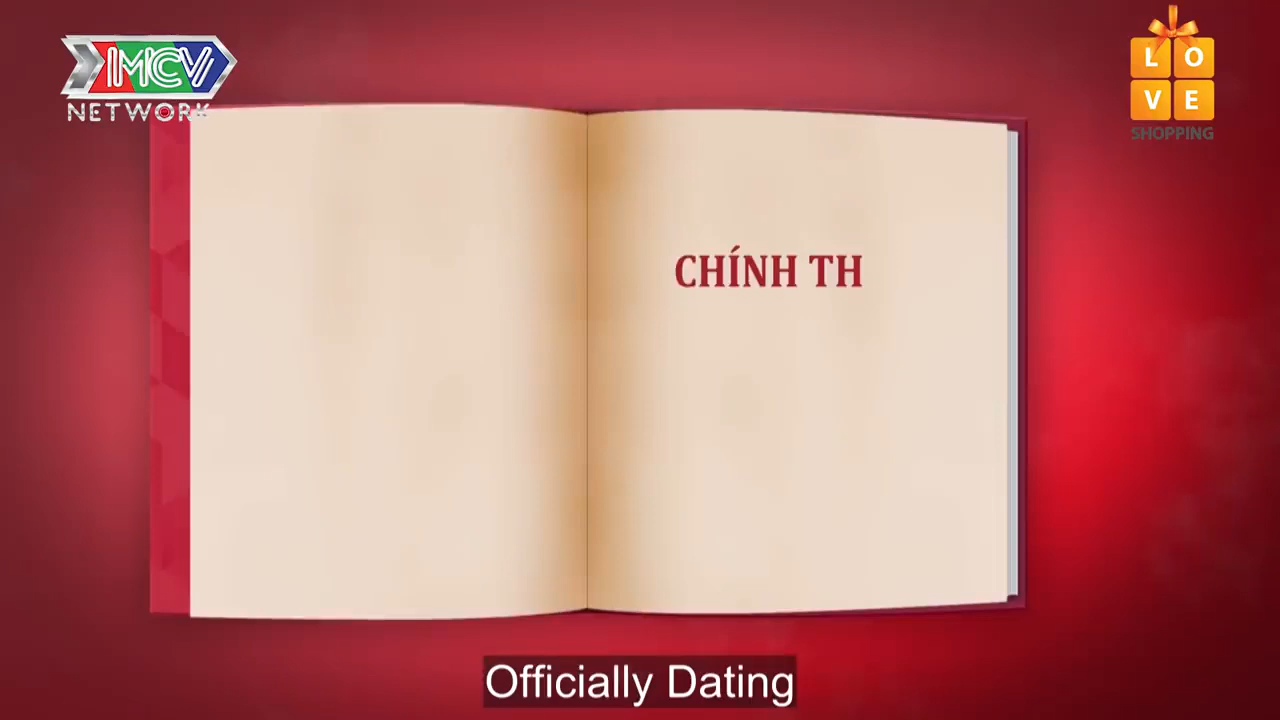 MCV
NETWORK
L O
V E
SHOPPING
CHÍNH TH
Officially Dating